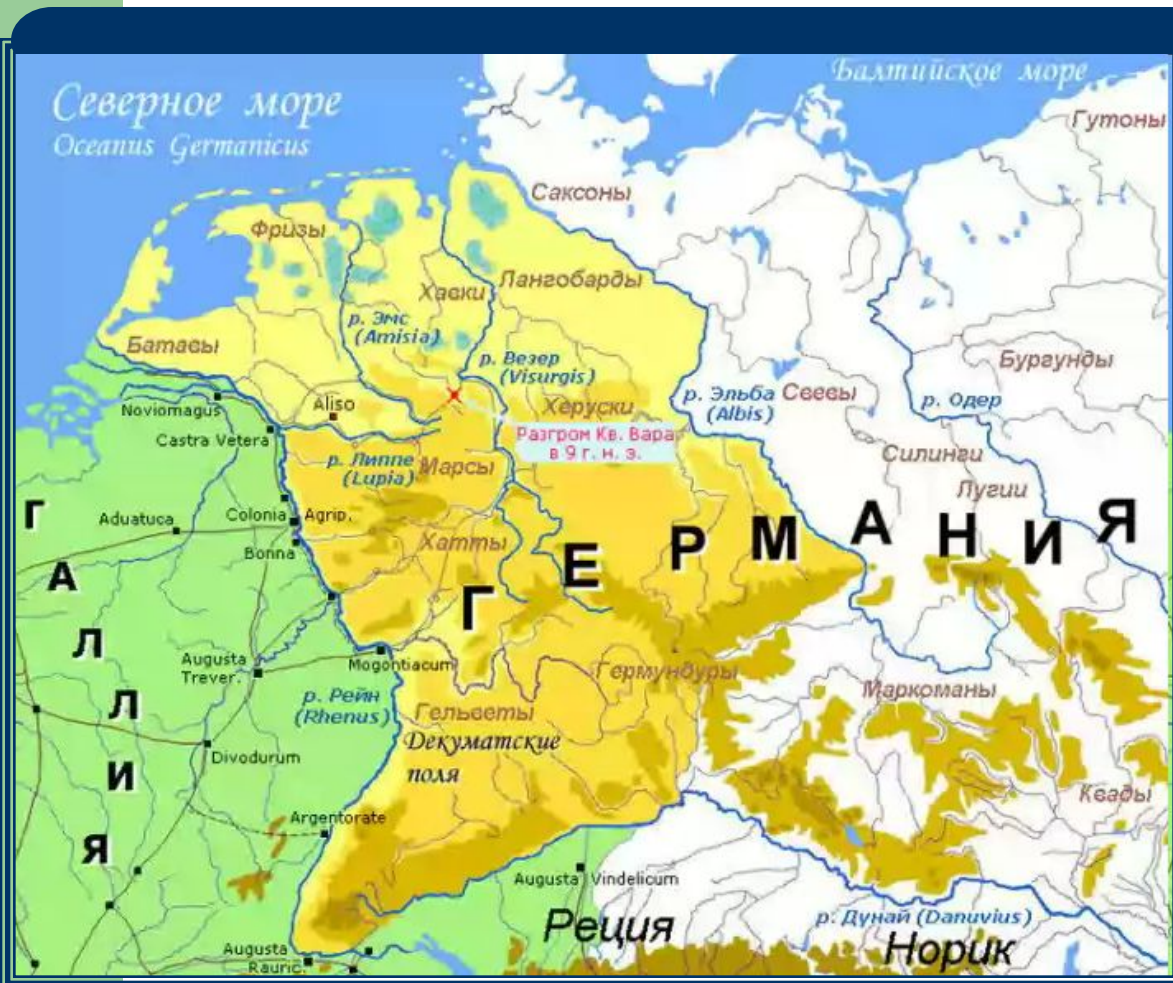 Северное море
Oceanus Germanicus
Балтийское море
Гутоны
Саксоны
Фризы
Хавки
Лангобарды
р. Эмс
(Amisia)
Батавы
р. Везер
(Visurgis)
Бургунды
Noviomagus
Aliso
Херуски
р. Эльба
(Albis)
Свевы
р. Одер
Castra Vetera
Разгром Кв. Вара
в 9 г. н. э.
р. Липпе
(Lupia)
Марсы
Силинги
Лугии
ГАЛЛИЯ
Aduatuca
Colonia Agrip.
Bonna
Хатты
ГЕРМАНИЯ
Augusta
Trever.
Mogontiacum
Гермундуры
Маркоманы
р. Рейн
(Rhenus)
Гельветы
Декуматские
поля
Divodurum
Квады
Argentorate
Augusta Vindelicum
р. Дунай (Danuvius)
Реция
Норик
Augusta
Rauric.